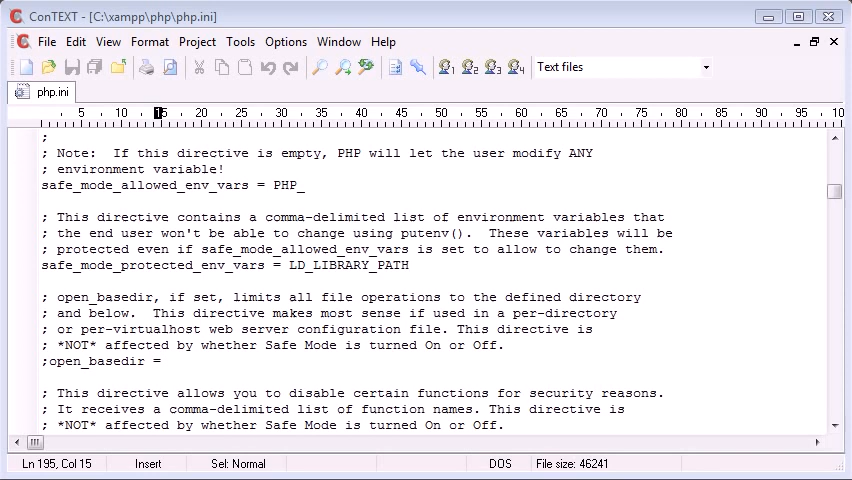 ConTEXT - [C:\xampp\php\php.ini]
File Edit View Format Project Tools Options Window Help
1 2 3 4 Text files
php.ini
5 10 15 20 25 30 35 40 45 50 55 60 65 70 75 80 85 90 95 10
;
; Note:  If this directive is empty, PHP will let the user modify ANY
; environment variable!
safe_mode_allowed_env_vars = PHP_
; This directive contains a comma-delimited list of environment variables that
; the end user won't be able to change using putenv().  These variables will be
; protected even if safe_mode_allowed_env_vars is set to allow to change them.
safe_mode_protected_env_vars = LD_LIBRARY_PATH
; open_basedir, if set, limits all file operations to the defined directory
; and below.  This directive makes most sense if used in a per-directory
; or per-virtualhost web server configuration file. This directive is
; *NOT* affected by whether Safe Mode is turned On or Off.
;open_basedir =
; This directive allows you to disable certain functions for security reasons.
; It receives a comma-delimited list of function names. This directive is
; *NOT* affected by whether Safe Mode is turned On or Off.
Ln 195, Col 15 Insert Sel: Normal DOS File size: 46241